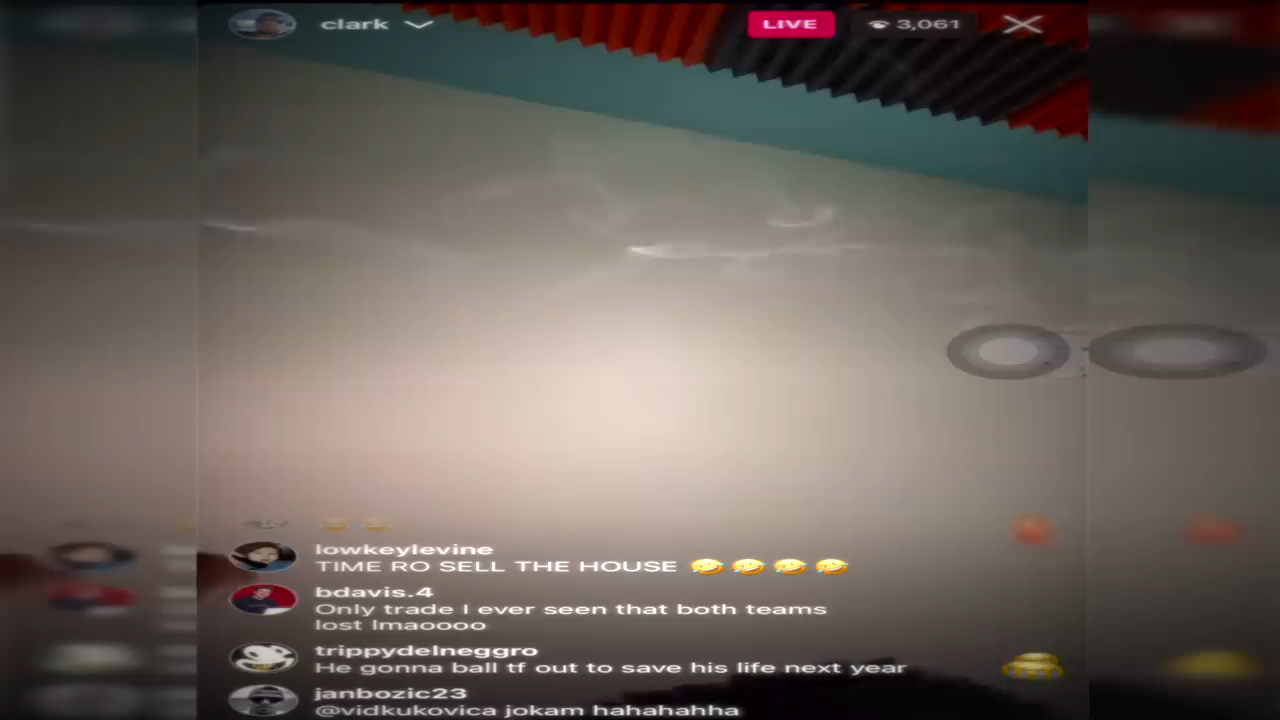 clark
LIVE
3,061
lowkeylevine
TIME RO SELL THE HOUSE 🤣🤣🤣🤣
bdavis.4
Only trade I ever seen that both teams
lost lmaoooo
trippydelneggro
He gonna ball tf out to save his life next year
janbozic23
@vidkukovica jokam hahahahha